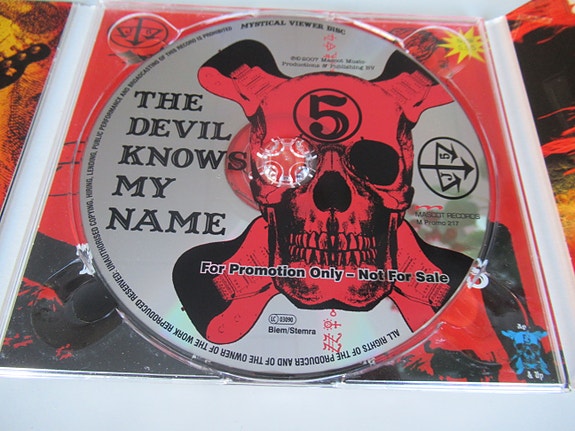 MYSTICAL VIEWER DISC
℗© 2007 Mascot Music
Productions & Publishing BV
THE
DEVIL
KNOWS
MY
NAME
5
5
MASCOT RECORDS
M Promo 217
For Promotion Only – Not For Sale
Biem/Stemra
ALL RIGHTS OF THE PRODUCER AND OF THE OWNER OF THE WORK REPRODUCED RESERVED. UNAUTHORISED COPYING, HIRING, LENDING, PUBLIC PERFORMANCE AND BROADCASTING OF THIS RECORD IS PROHIBITED